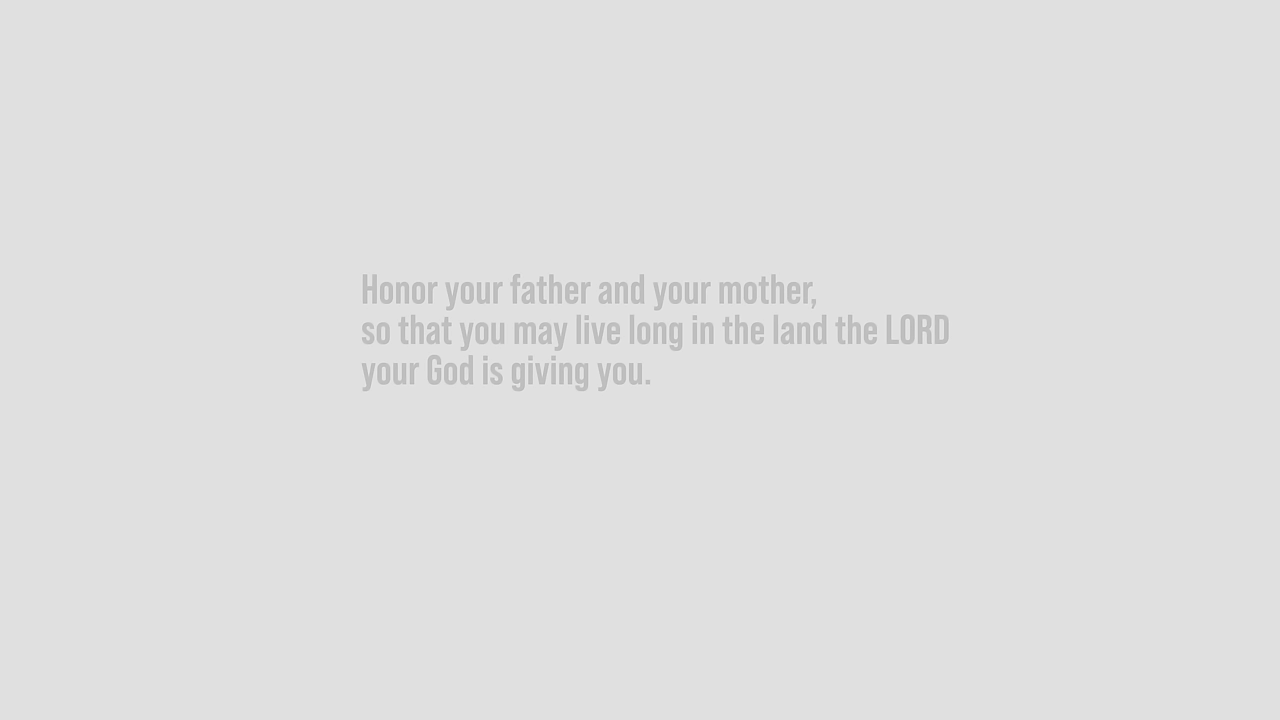 Honor your father and your mother,
so that you may live long in the land the LORD
your God is giving you.